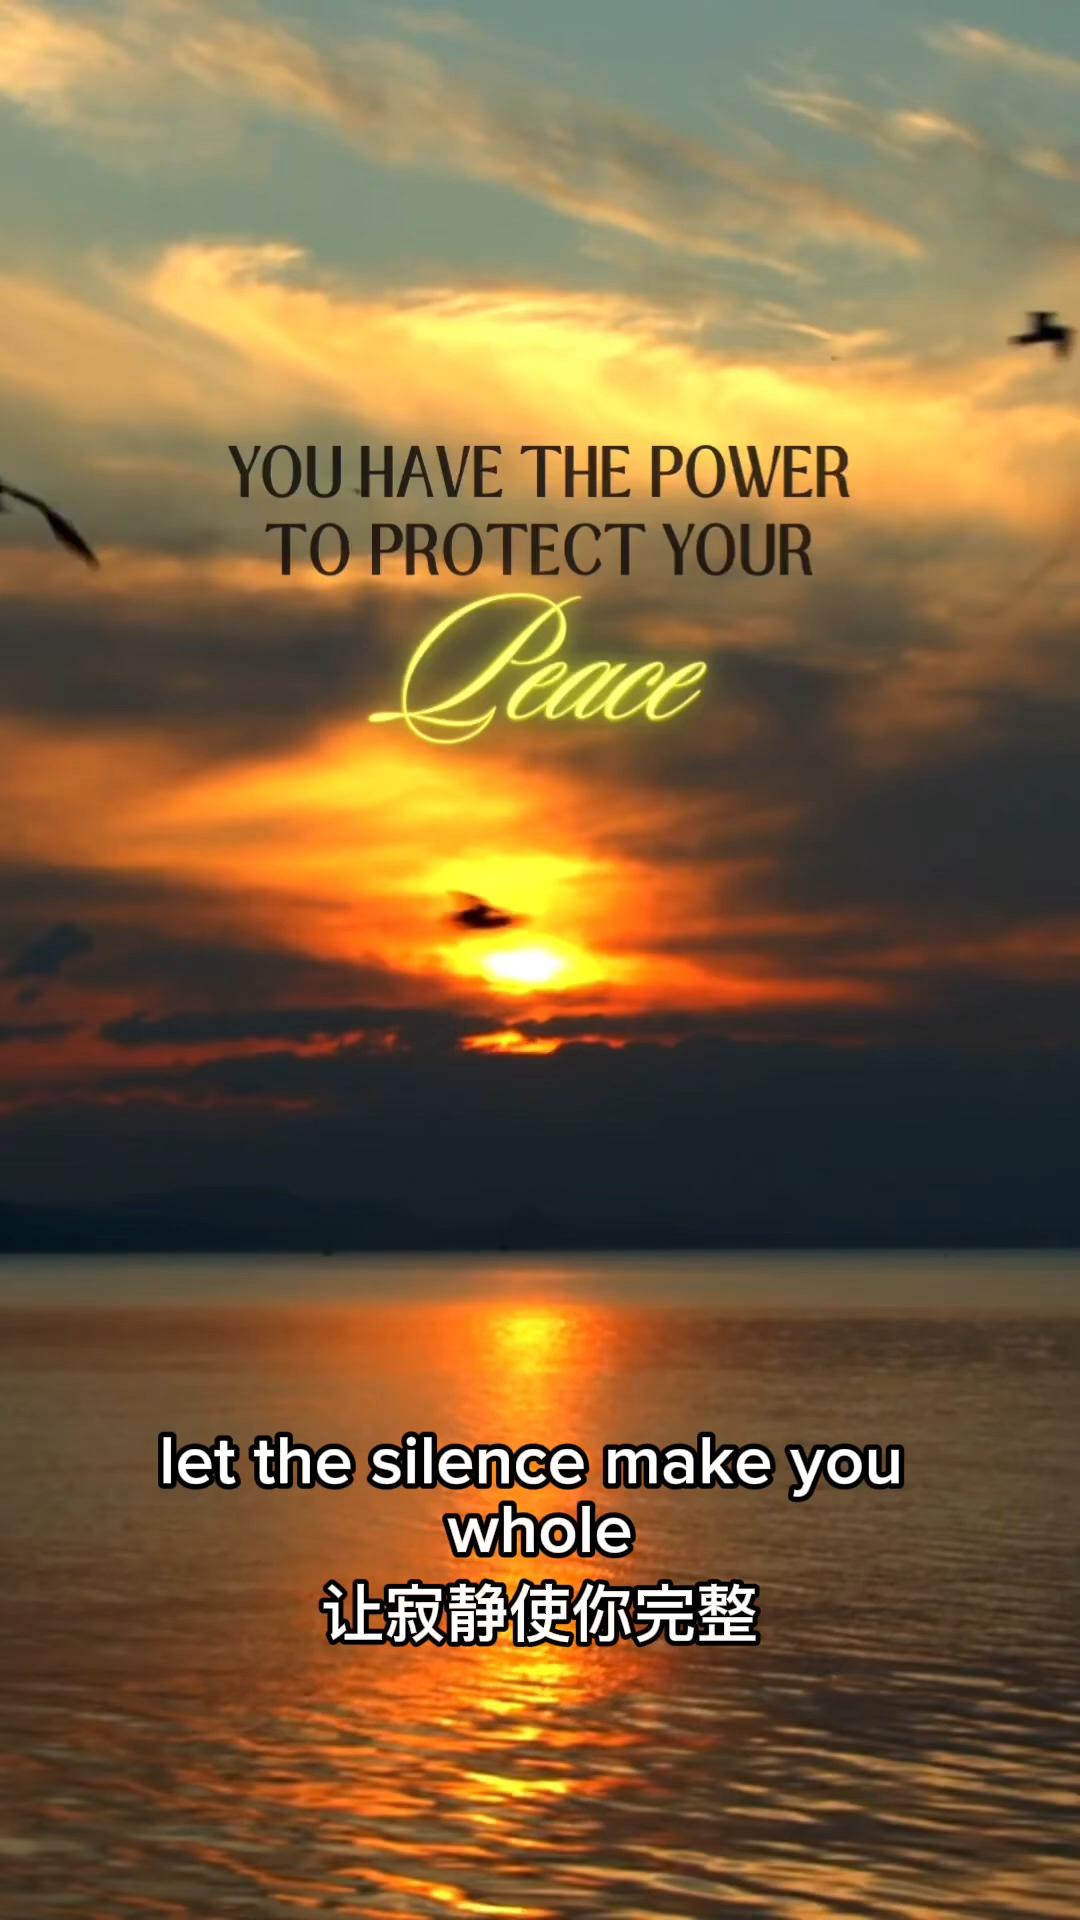 YOU HAVE THE POWER
TO PROTECT YOUR
Peace
let the silence make you
whole
让寂静使你完整